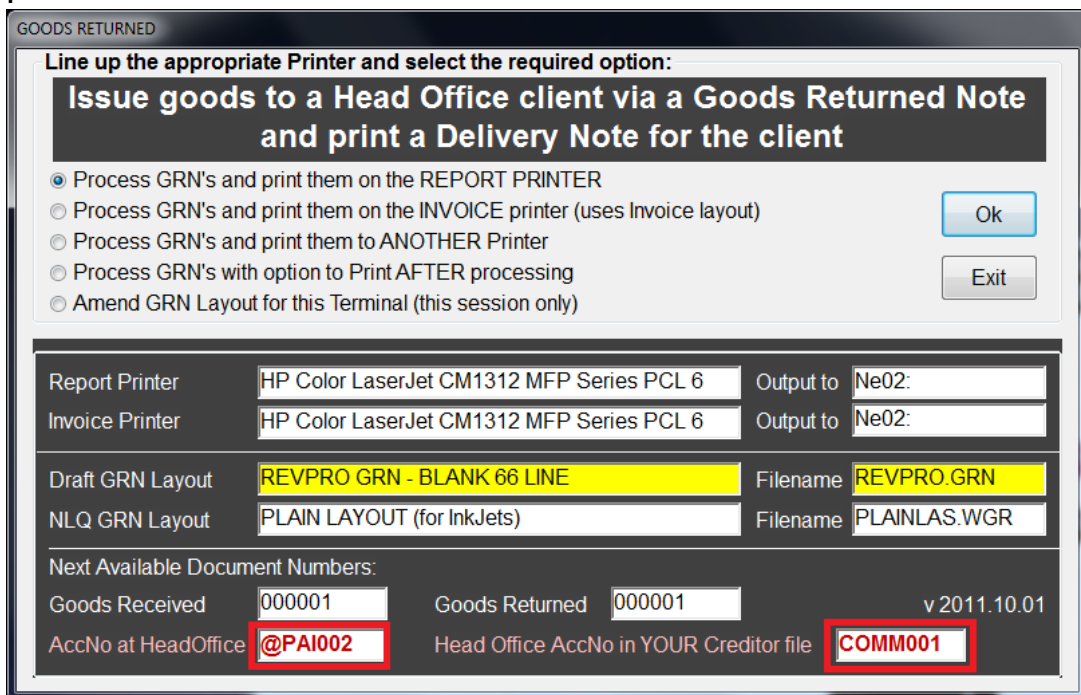 GOODS RETURNED
Line up the appropriate Printer and select the required option:
Issue goods to a Head Office client via a Goods Returned Note
and print a Delivery Note for the client
Process GRN's and print them on the REPORT PRINTER
Process GRN's and print them on the INVOICE printer (uses Invoice layout)
Ok
Process GRN's and print them to ANOTHER Printer
Process GRN's with option to Print AFTER processing
Exit
Amend GRN Layout for this Terminal (this session only)
Report Printer HP Color LaserJet CM1312 MFP Series PCL 6 Output to Ne02:
Invoice Printer HP Color LaserJet CM1312 MFP Series PCL 6 Output to Ne02:
Draft GRN Layout REVPRO GRN - BLANK 66 LINE Filename REVPRO.GRN
NLQ GRN Layout PLAIN LAYOUT (for InkJets) Filename PLAINLAS.WGR
Next Available Document Numbers:
Goods Received 000001 Goods Returned 000001 v 2011.10.01
AccNo at HeadOffice @PAI002 Head Office AccNo in YOUR Creditor file COMM001